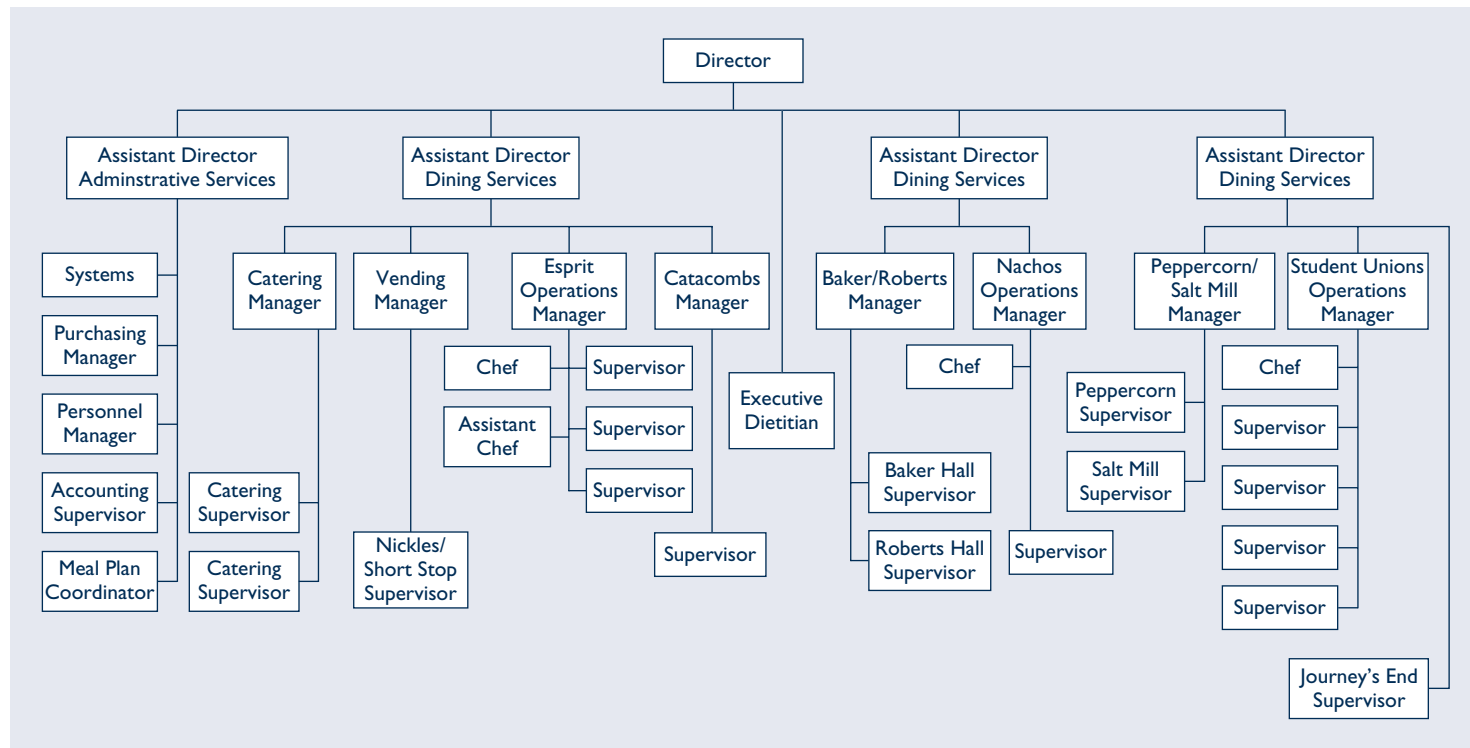 Director
Assistant Director
Adminstrative Services
Assistant Director
Dining Services
Assistant Director
Dining Services
Assistant Director
Dining Services
Systems
Purchasing
Manager
Personnel
Manager
Accounting
Supervisor
Meal Plan
Coordinator
Catering
Manager
Catering
Supervisor
Catering
Supervisor
Vending
Manager
Nickles/
Short Stop
Supervisor
Esprit
Operations
Manager
Chef
Assistant
Chef
Supervisor
Supervisor
Supervisor
Catacombs
Manager
Supervisor
Executive
Dietitian
Baker/Roberts
Manager
Baker Hall
Supervisor
Roberts Hall
Supervisor
Nachos
Operations
Manager
Chef
Supervisor
Peppercorn/
Salt Mill
Manager
Peppercorn
Supervisor
Salt Mill
Supervisor
Student Unions
Operations
Manager
Chef
Supervisor
Supervisor
Supervisor
Supervisor
Journey’s End
Supervisor